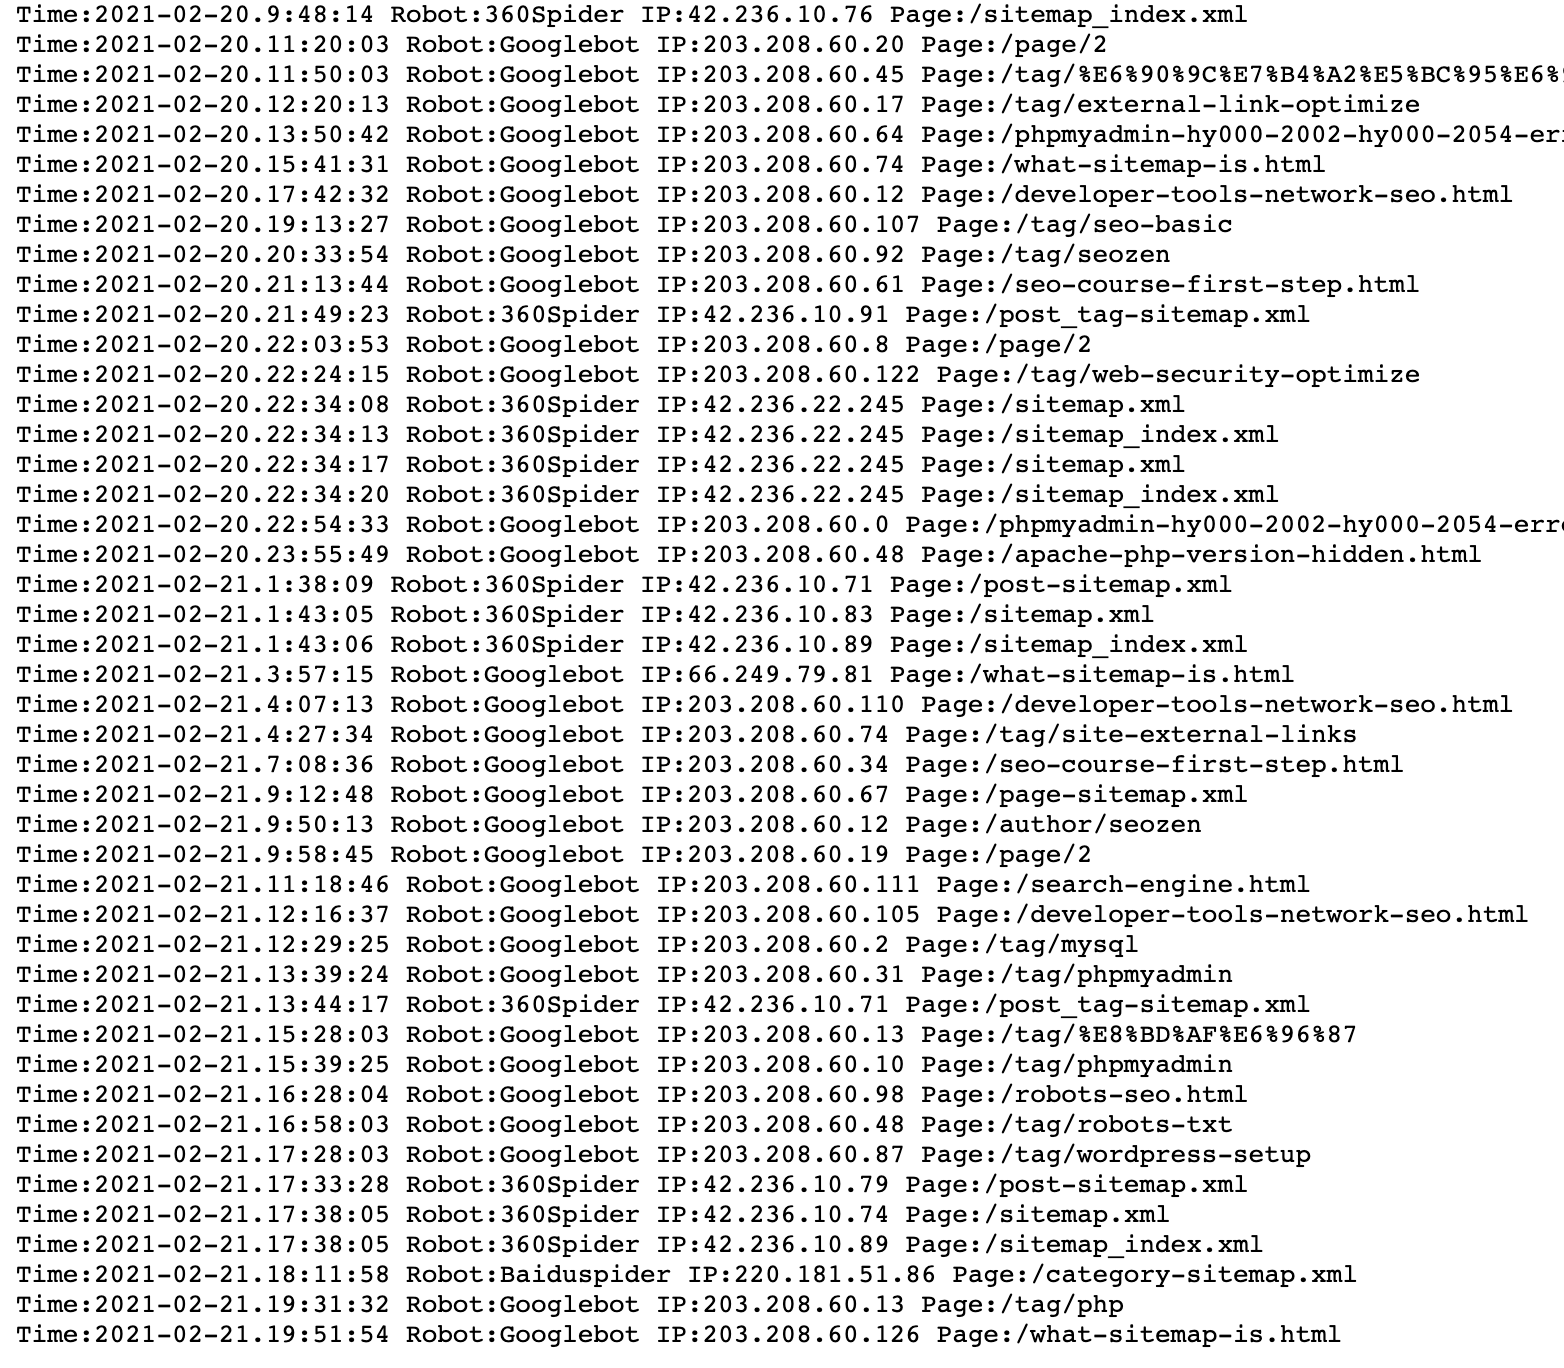 Time:2021-02-20.9:48:14 Robot:360Spider IP:42.236.10.76 Page:/sitemap_index.xml
Time:2021-02-20.11:20:03 Robot:Googlebot IP:203.208.60.20 Page:/page/2
Time:2021-02-20.11:50:03 Robot:Googlebot IP:203.208.60.45 Page:/tag/%E6%90%9C%E7%B4%A2%E5%BC%95%E6%
Time:2021-02-20.12:20:13 Robot:Googlebot IP:203.208.60.17 Page:/tag/external-link-optimize
Time:2021-02-20.13:50:42 Robot:Googlebot IP:203.208.60.64 Page:/phpmyadmin-hy000-2002-hy000-2054-er
Time:2021-02-20.15:41:31 Robot:Googlebot IP:203.208.60.74 Page:/what-sitemap-is.html
Time:2021-02-20.17:42:32 Robot:Googlebot IP:203.208.60.12 Page:/developer-tools-network-seo.html
Time:2021-02-20.19:13:27 Robot:Googlebot IP:203.208.60.107 Page:/tag/seo-basic
Time:2021-02-20.20:33:54 Robot:Googlebot IP:203.208.60.92 Page:/tag/seozen
Time:2021-02-20.21:13:44 Robot:Googlebot IP:203.208.60.61 Page:/seo-course-first-step.html
Time:2021-02-20.21:49:23 Robot:360Spider IP:42.236.10.91 Page:/post_tag-sitemap.xml
Time:2021-02-20.22:03:53 Robot:Googlebot IP:203.208.60.8 Page:/page/2
Time:2021-02-20.22:24:15 Robot:Googlebot IP:203.208.60.122 Page:/tag/web-security-optimize
Time:2021-02-20.22:34:08 Robot:360Spider IP:42.236.22.245 Page:/sitemap.xml
Time:2021-02-20.22:34:13 Robot:360Spider IP:42.236.22.245 Page:/sitemap_index.xml
Time:2021-02-20.22:34:17 Robot:360Spider IP:42.236.22.245 Page:/sitemap.xml
Time:2021-02-20.22:34:20 Robot:360Spider IP:42.236.22.245 Page:/sitemap_index.xml
Time:2021-02-20.22:54:33 Robot:Googlebot IP:203.208.60.0 Page:/phpmyadmin-hy000-2002-hy000-2054-err
Time:2021-02-20.23:55:49 Robot:Googlebot IP:203.208.60.48 Page:/apache-php-version-hidden.html
Time:2021-02-21.1:38:09 Robot:360Spider IP:42.236.10.71 Page:/post-sitemap.xml
Time:2021-02-21.1:43:05 Robot:360Spider IP:42.236.10.83 Page:/sitemap.xml
Time:2021-02-21.1:43:06 Robot:360Spider IP:42.236.10.89 Page:/sitemap_index.xml
Time:2021-02-21.3:57:15 Robot:Googlebot IP:66.249.79.81 Page:/what-sitemap-is.html
Time:2021-02-21.4:07:13 Robot:Googlebot IP:203.208.60.110 Page:/developer-tools-network-seo.html
Time:2021-02-21.4:27:34 Robot:Googlebot IP:203.208.60.74 Page:/tag/site-external-links
Time:2021-02-21.7:08:36 Robot:Googlebot IP:203.208.60.34 Page:/seo-course-first-step.html
Time:2021-02-21.9:12:48 Robot:Googlebot IP:203.208.60.67 Page:/page-sitemap.xml
Time:2021-02-21.9:50:13 Robot:Googlebot IP:203.208.60.12 Page:/author/seozen
Time:2021-02-21.9:58:45 Robot:Googlebot IP:203.208.60.19 Page:/page/2
Time:2021-02-21.11:18:46 Robot:Googlebot IP:203.208.60.111 Page:/search-engine.html
Time:2021-02-21.12:16:37 Robot:Googlebot IP:203.208.60.105 Page:/developer-tools-network-seo.html
Time:2021-02-21.12:29:25 Robot:Googlebot IP:203.208.60.2 Page:/tag/mysql
Time:2021-02-21.13:39:24 Robot:Googlebot IP:203.208.60.31 Page:/tag/phpmyadmin
Time:2021-02-21.13:44:17 Robot:360Spider IP:42.236.10.71 Page:/post_tag-sitemap.xml
Time:2021-02-21.15:28:03 Robot:Googlebot IP:203.208.60.13 Page:/tag/%E8%BD%AF%E6%96%87
Time:2021-02-21.15:39:25 Robot:Googlebot IP:203.208.60.10 Page:/tag/phpmyadmin
Time:2021-02-21.16:28:04 Robot:Googlebot IP:203.208.60.98 Page:/robots-seo.html
Time:2021-02-21.16:58:03 Robot:Googlebot IP:203.208.60.48 Page:/tag/robots-txt
Time:2021-02-21.17:28:03 Robot:Googlebot IP:203.208.60.87 Page:/tag/wordpress-setup
Time:2021-02-21.17:33:28 Robot:360Spider IP:42.236.10.79 Page:/post-sitemap.xml
Time:2021-02-21.17:38:05 Robot:360Spider IP:42.236.10.74 Page:/sitemap.xml
Time:2021-02-21.17:38:05 Robot:360Spider IP:42.236.10.89 Page:/sitemap_index.xml
Time:2021-02-21.18:11:58 Robot:Baiduspider IP:220.181.51.86 Page:/category-sitemap.xml
Time:2021-02-21.19:31:32 Robot:Googlebot IP:203.208.60.13 Page:/tag/php
Time:2021-02-21.19:51:54 Robot:Googlebot IP:203.208.60.126 Page:/what-sitemap-is.html